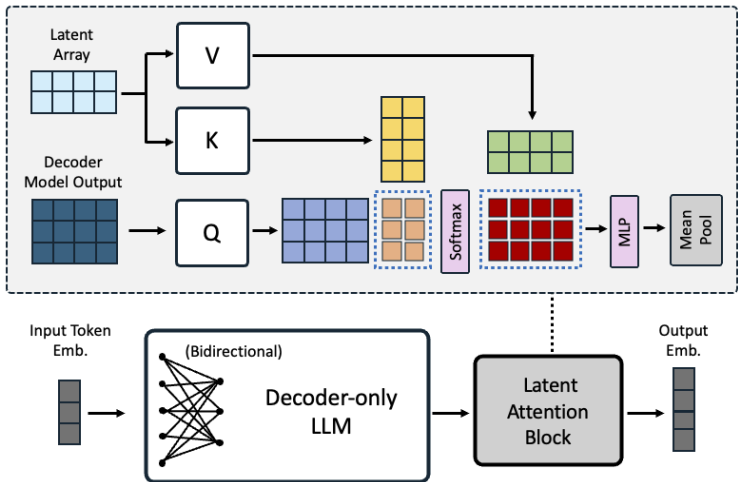 Latent
Array
V
K
Decoder
Model Output
Q
Softmax
MLP
Mean
Pool
Input Token
Emb.
(Bidirectional)
Decoder-only
LLM
Latent
Attention
Block
Output
Emb.